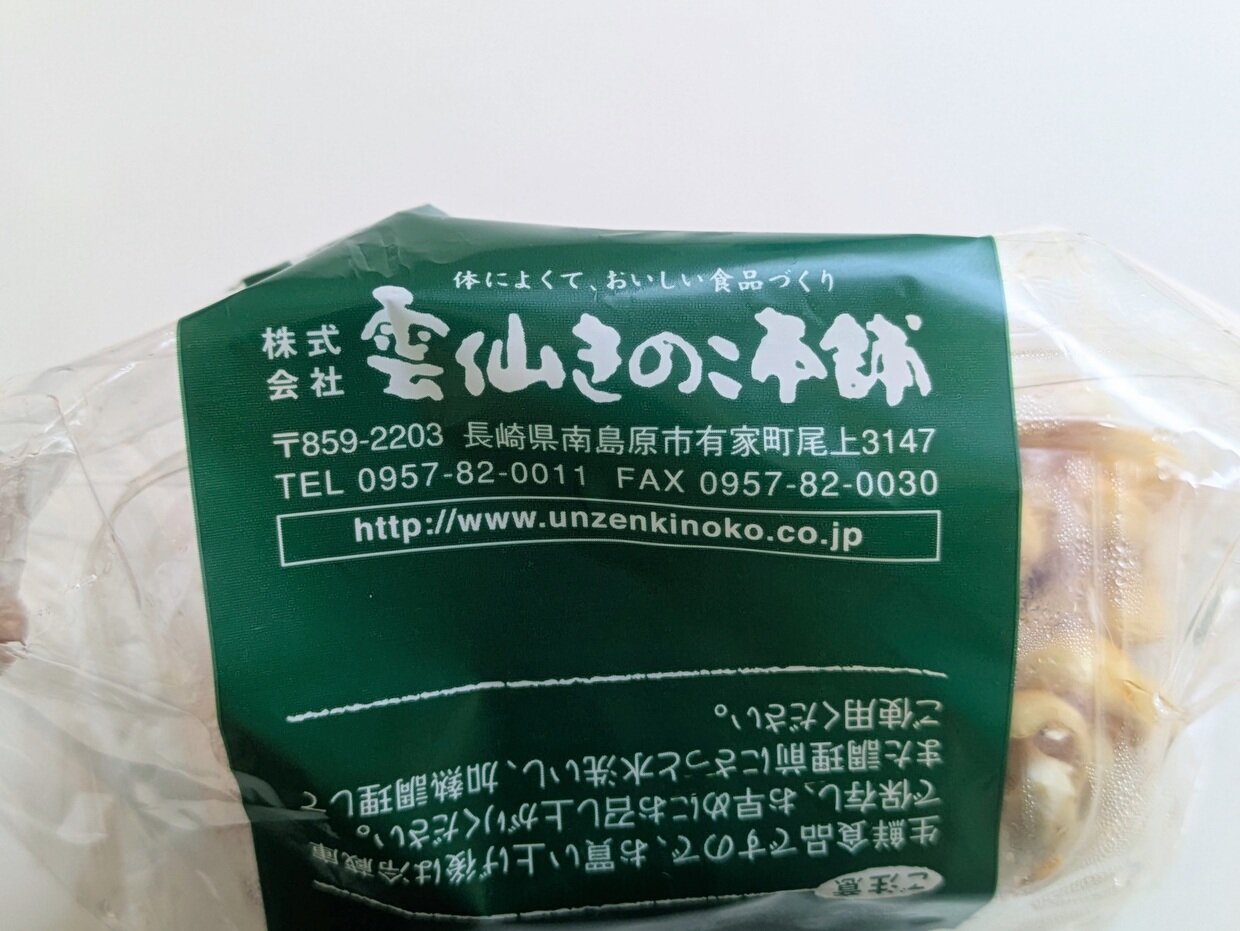 体によくて、おいしい食品づくり
株式会社 雲仙きのこ本舗
〒859-2203 長崎県南島原市有家町尾上3147
TEL 0957-82-0011 FAX 0957-82-0030
http://www.unzenkinoko.co.jp
ご注意
生鮮食品ですので、お買い上げ後は冷蔵庫
で保存し、お早めにお召し上がりください。
また調理前にさっと水洗いし、加熱調理して
ご使用ください。